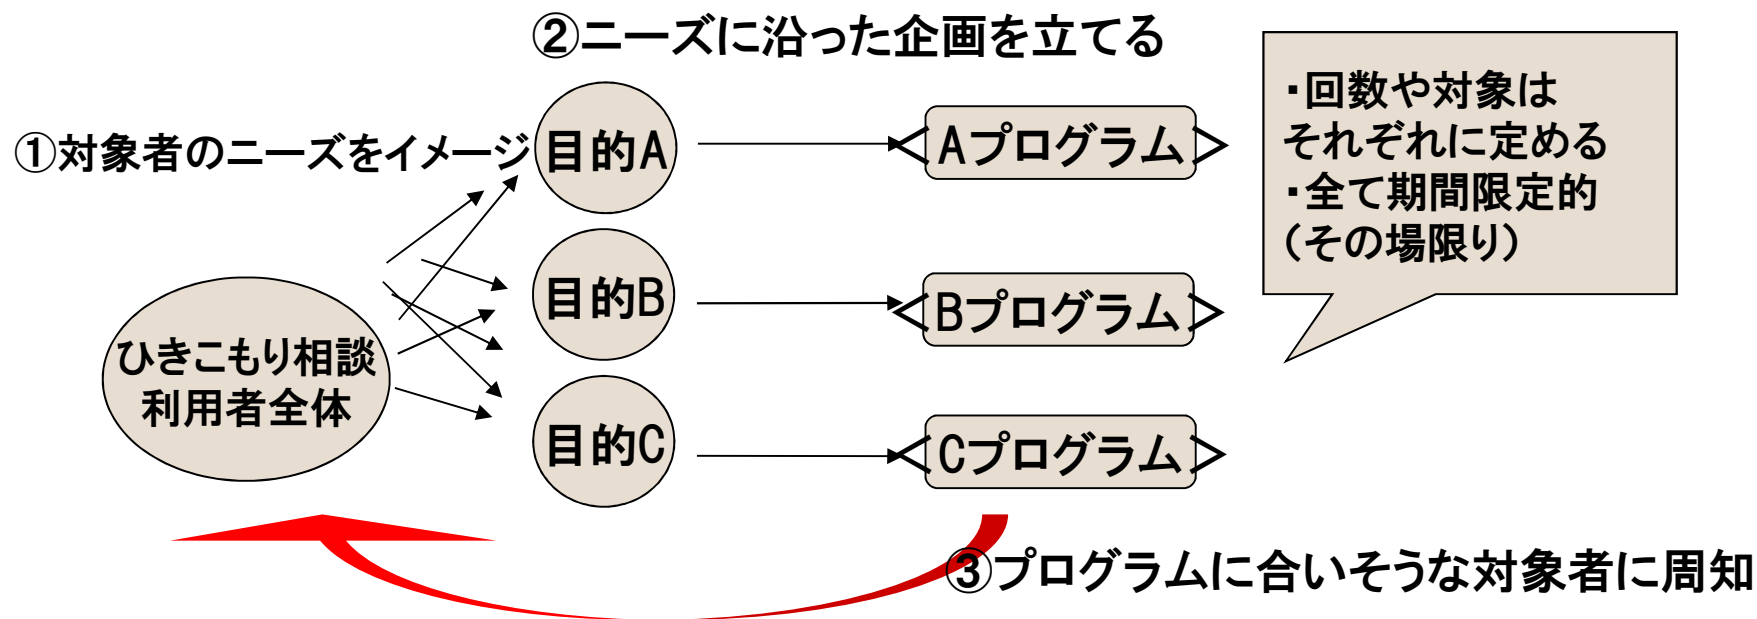 ②ニーズに沿った企画を立てる
①対象者のニーズをイメージ
目的A
Aプログラム
・回数や対象は
それぞれに定める
・全て期間限定的
(その場限り)
目的B
Bプログラム
ひきこもり相談
利用者全体
目的C
Cプログラム
③プログラムに合いそうな対象者に周知